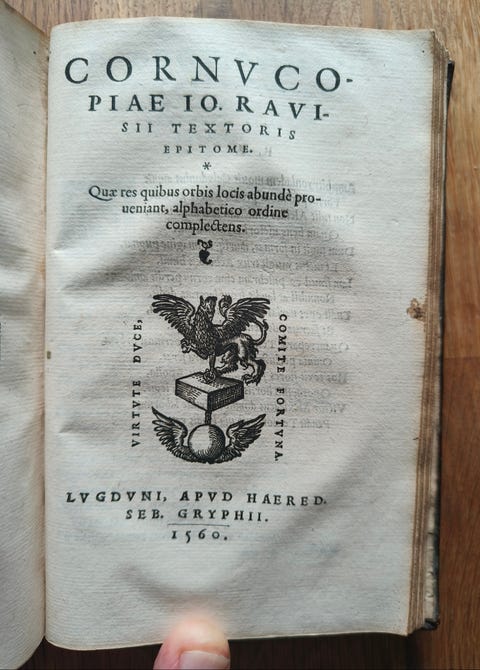 CORNVCO-
PIAE IO. RAVI-
SII TEXTORIS
EPITOME.
*
Quæ res quibus orbis locis abundè pro-
ueniant, alphabetico ordine
complectens.
VIRTVTE DVCE,
COMITE FORTVNA.
LVGDVNI, APVD HAERED.
SEB. GRYPHII.
1560.